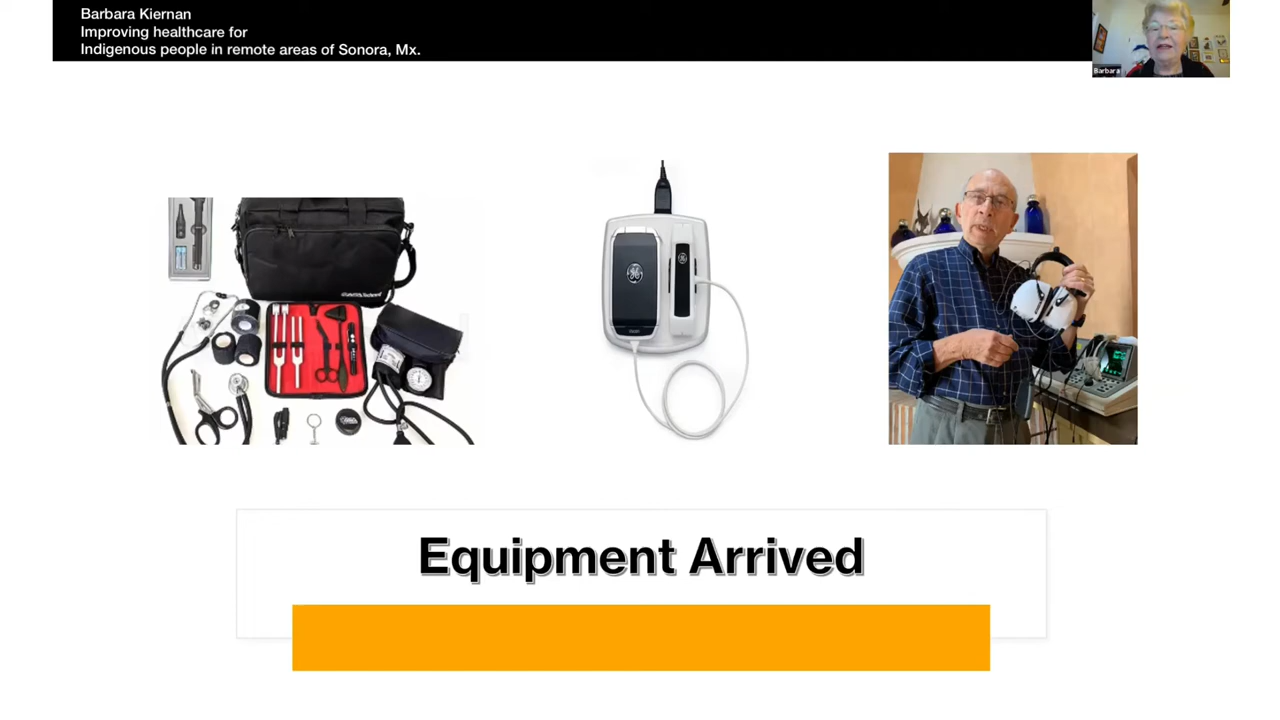 Barbara Kiernan
Improving healthcare for
Indigenous people in remote areas of Sonora, Mx.
Barbara
Equipment Arrived